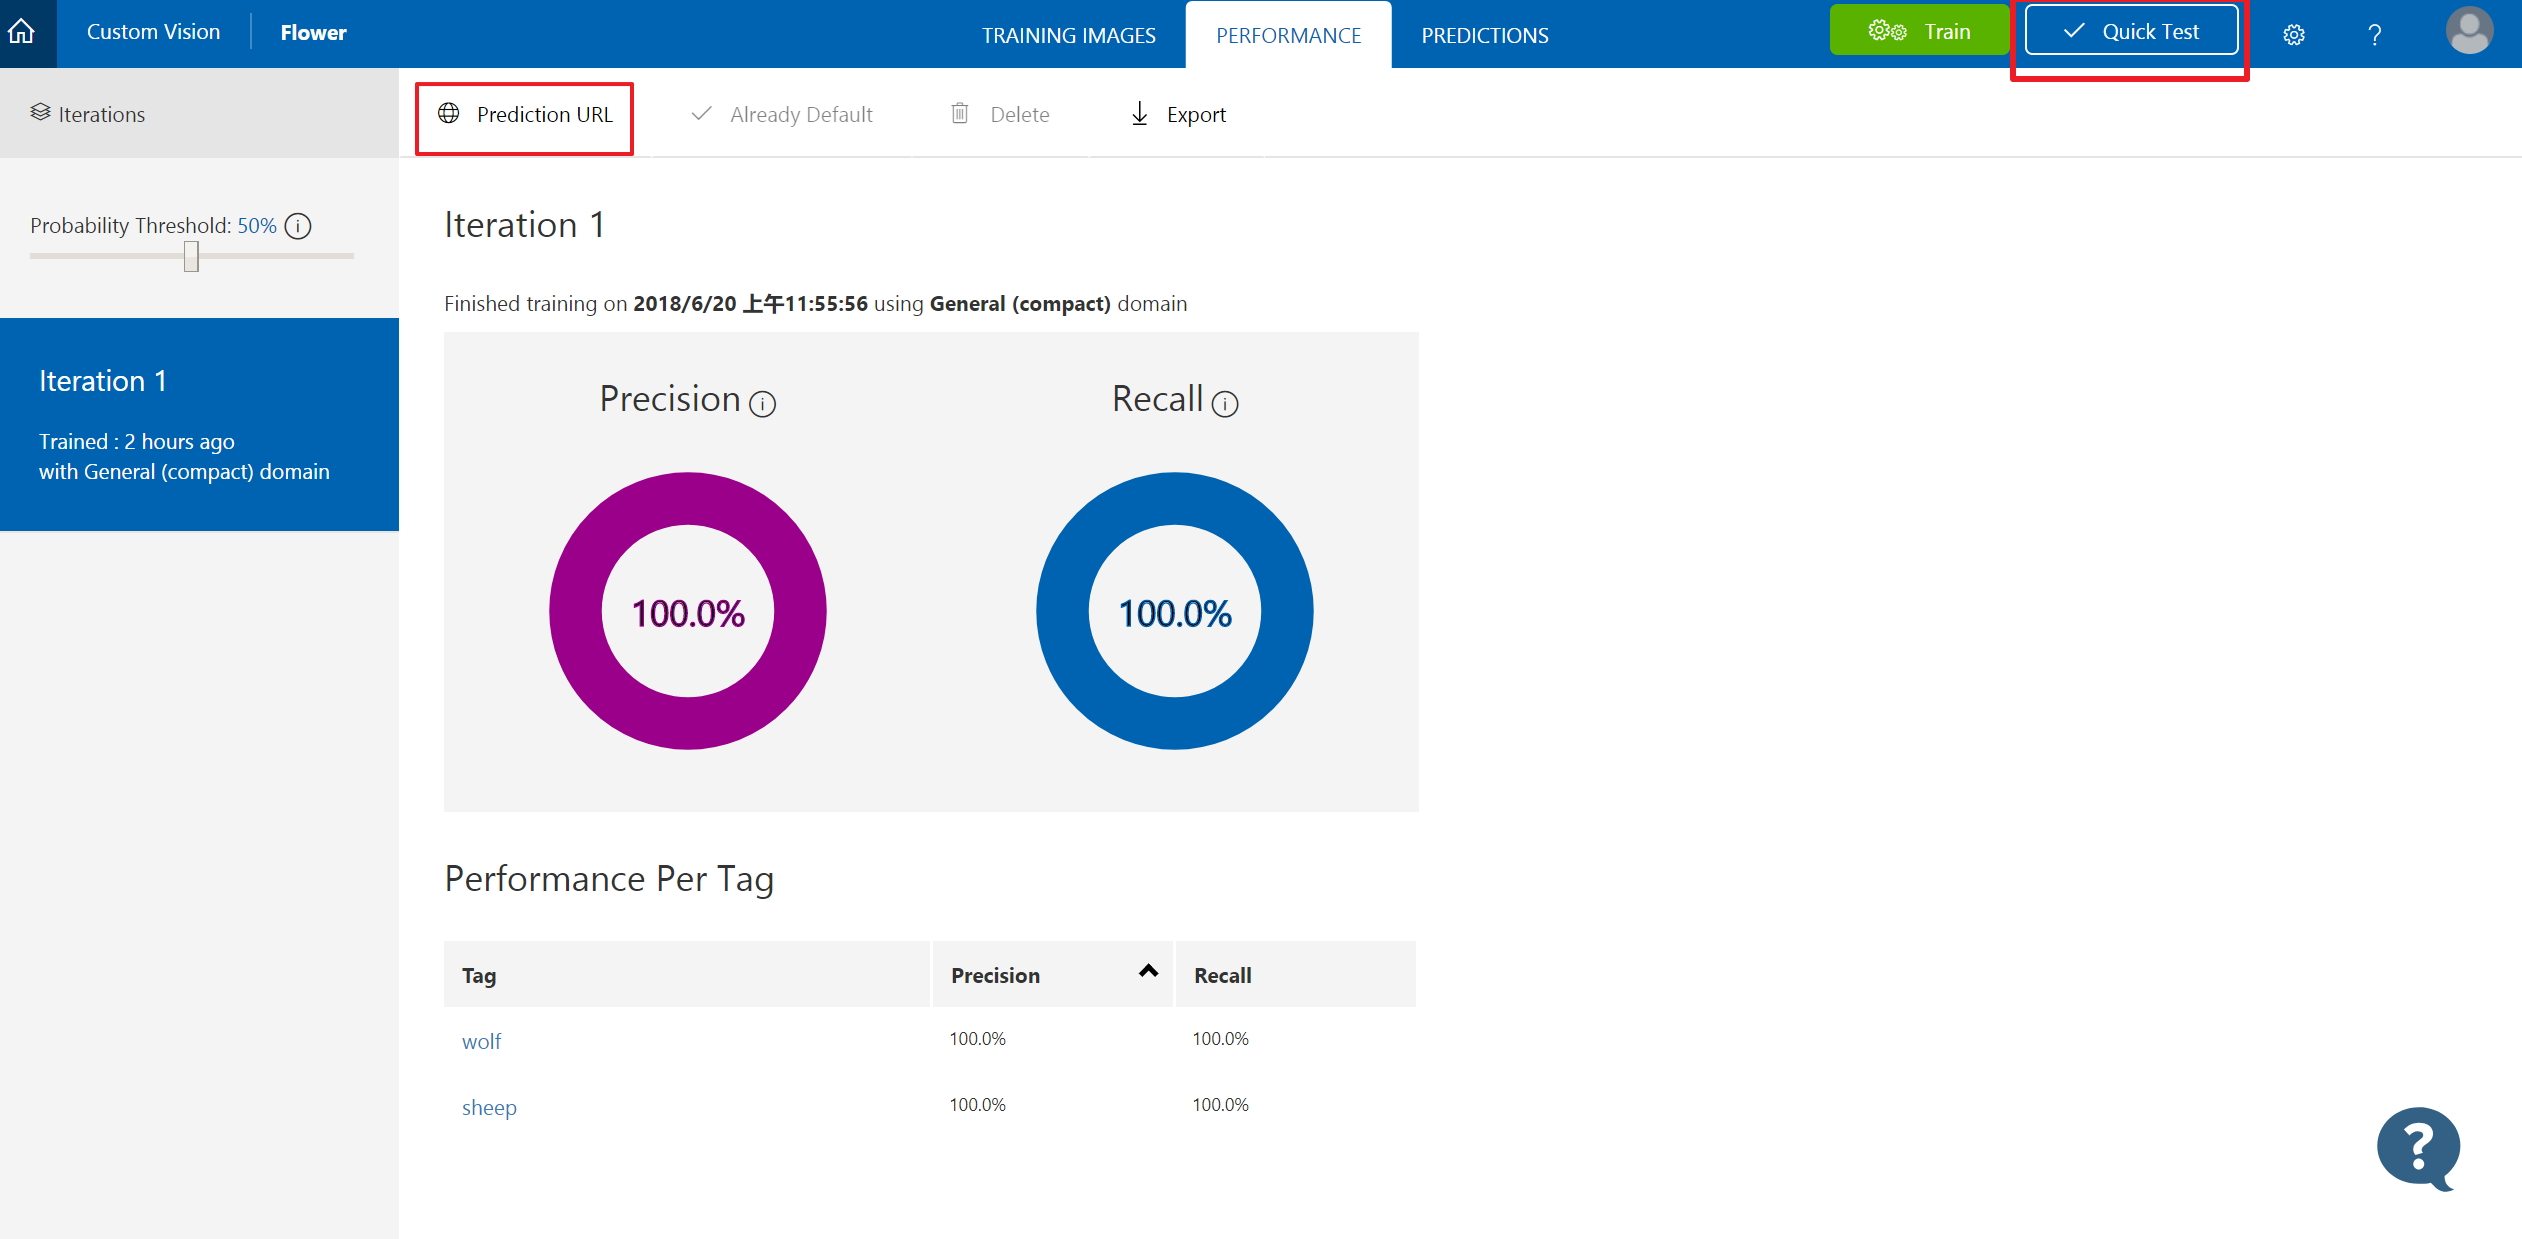 Custom Vision
Flower
TRAINING IMAGES
PERFORMANCE
PREDICTIONS
Train
Quick Test
?
Iterations
Prediction URL
Already Default
Delete
Export
Probability Threshold: 50%
Iteration 1
Trained : 2 hours ago
with General (compact) domain
Iteration 1
Finished training on 2018/6/20 上午11:55:56 using General (compact) domain
Precision
Recall
100.0%
100.0%
Performance Per Tag
Tag Precision Recall
wolf 100.0% 100.0%
sheep 100.0% 100.0%
?